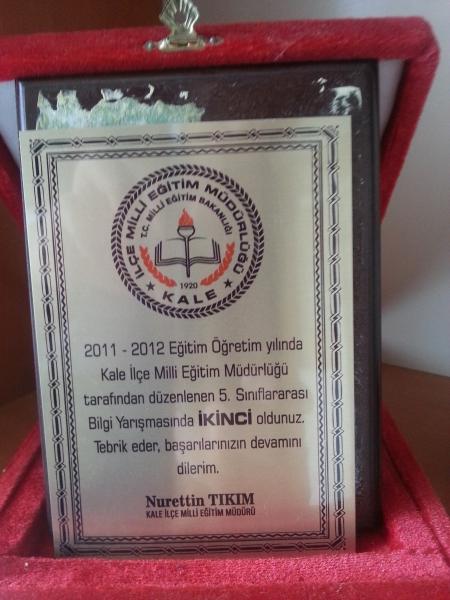 İLÇE MİLLİ EĞİTİM MÜDÜRLÜĞÜ
T.C. MİLLİ EĞİTİM BAKANLIĞI
1920
★ KALE ★
2011 - 2012 Eğitim Öğretim yılında
Kale İlçe Milli Eğitim Müdürlüğü
tarafından düzenlenen 5. Sınıflararası
Bilgi Yarışmasında İKİNCİ oldunuz.
Tebrik eder, başarılarınızın devamını
dilerim.
Nurettin TIKIM
KALE İLÇE MİLLİ EĞİTİM MÜDÜRÜ